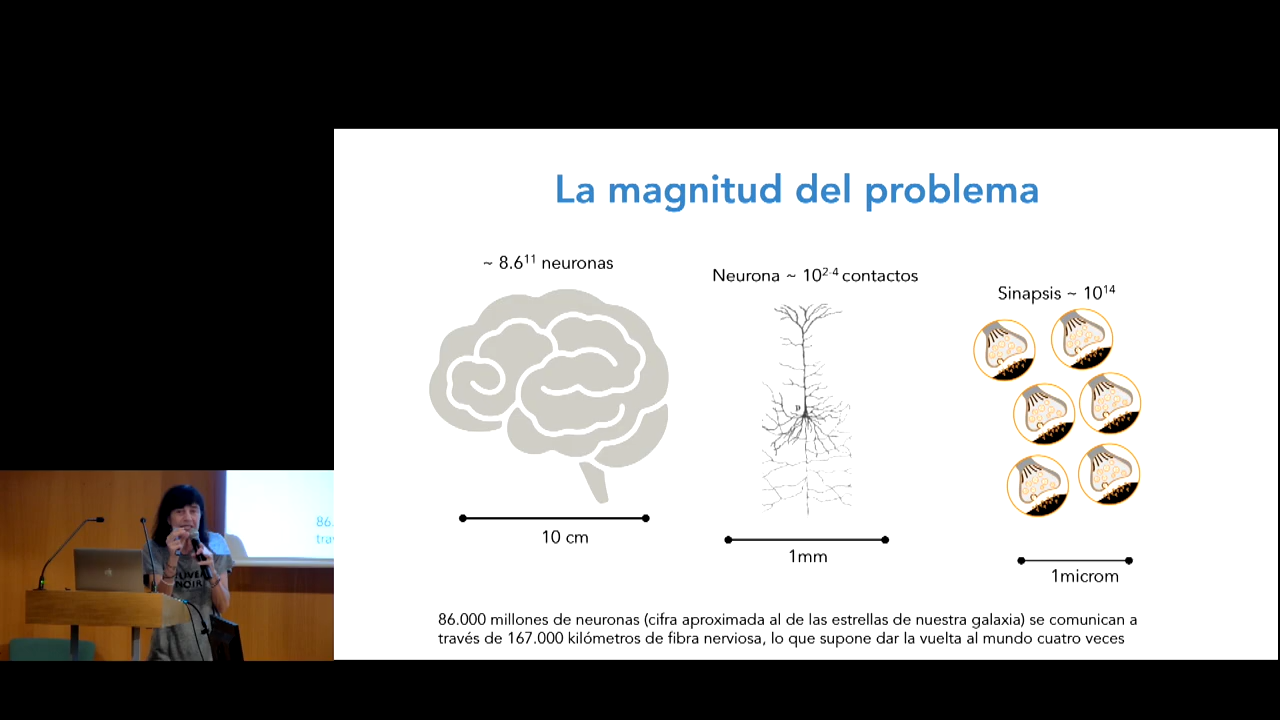 La magnitud del problema
~ 8.6¹¹ neuronas
Neurona ~ 10²⁻⁴ contactos
Sinapsis ~ 10¹⁴
P
10 cm
1mm
1microm
86.000 millones de neuronas (cifra aproximada al de las estrellas de nuestra galaxia) se comunican a
través de 167.000 kilómetros de fibra nerviosa, lo que supone dar la vuelta al mundo cuatro veces
86.
NOIR